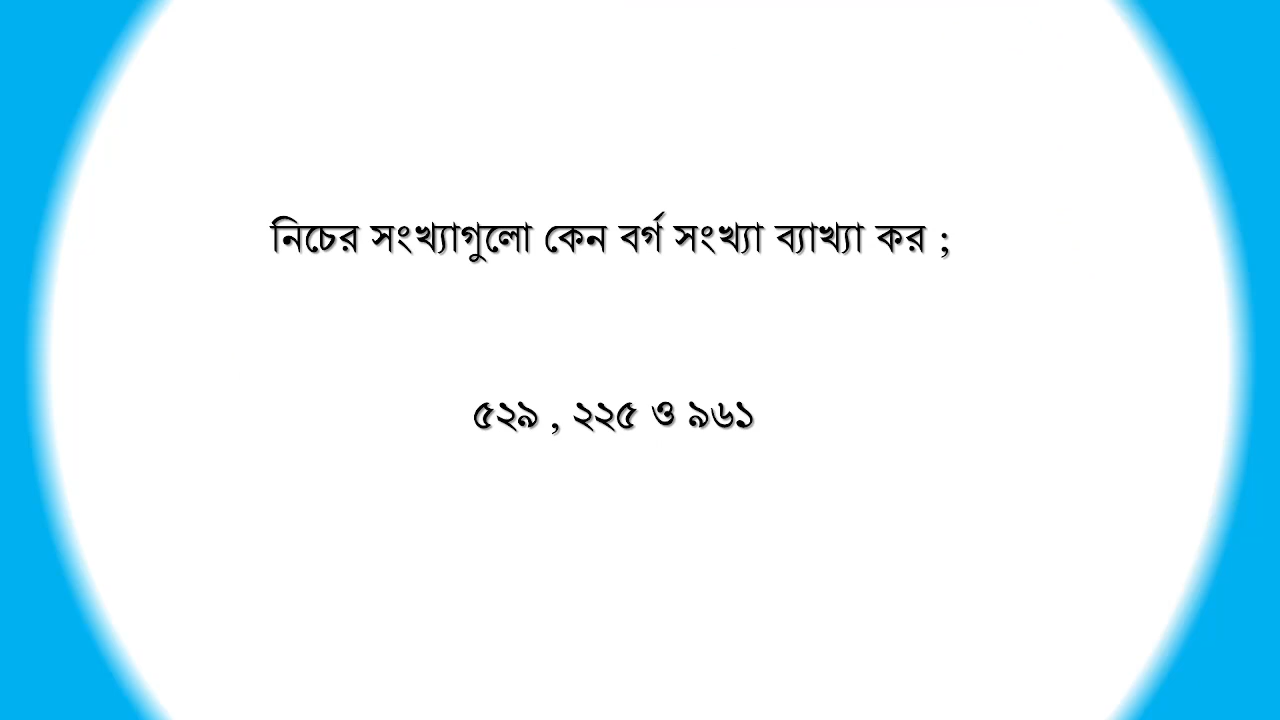 নিচের সংখ্যাগুলো কেন বর্গ সংখ্যা ব্যাখ্যা কর ;
৫২৯ , ২২৫ ও ৯৬১